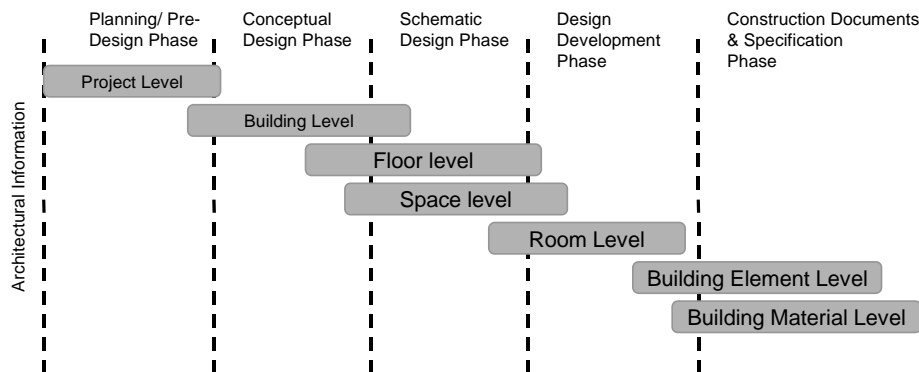 Planning/ Pre-
Design Phase
Conceptual
Design Phase
Schematic
Design Phase
Design
Development
Phase
Construction Documents
& Specification
Phase
Architectural Information
Project Level
Building Level
Floor level
Space level
Room Level
Building Element Level
Building Material Level